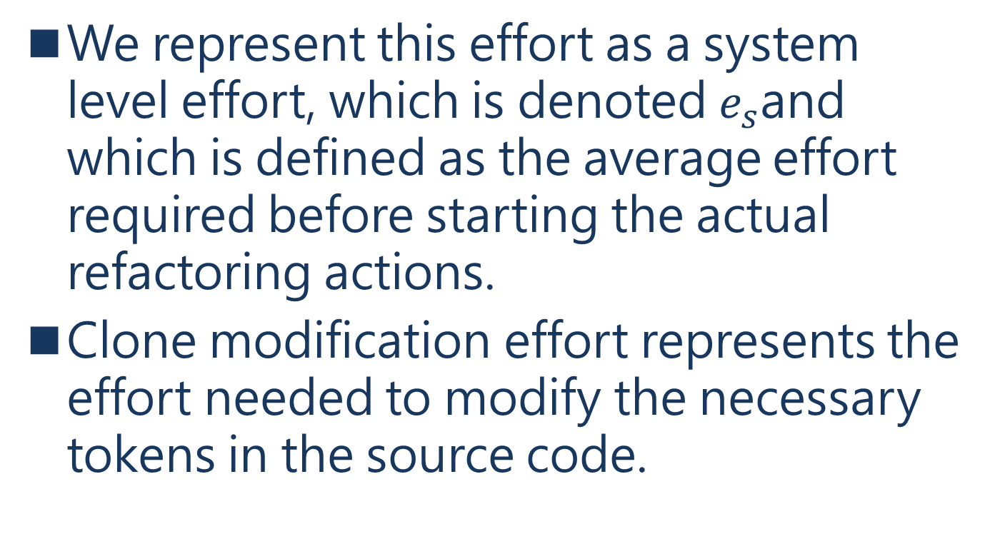 ■We represent this effort as a system
level effort, which is denoted eₛand
which is defined as the average effort
required before starting the actual
refactoring actions.
■Clone modification effort represents the
effort needed to modify the necessary
tokens in the source code.